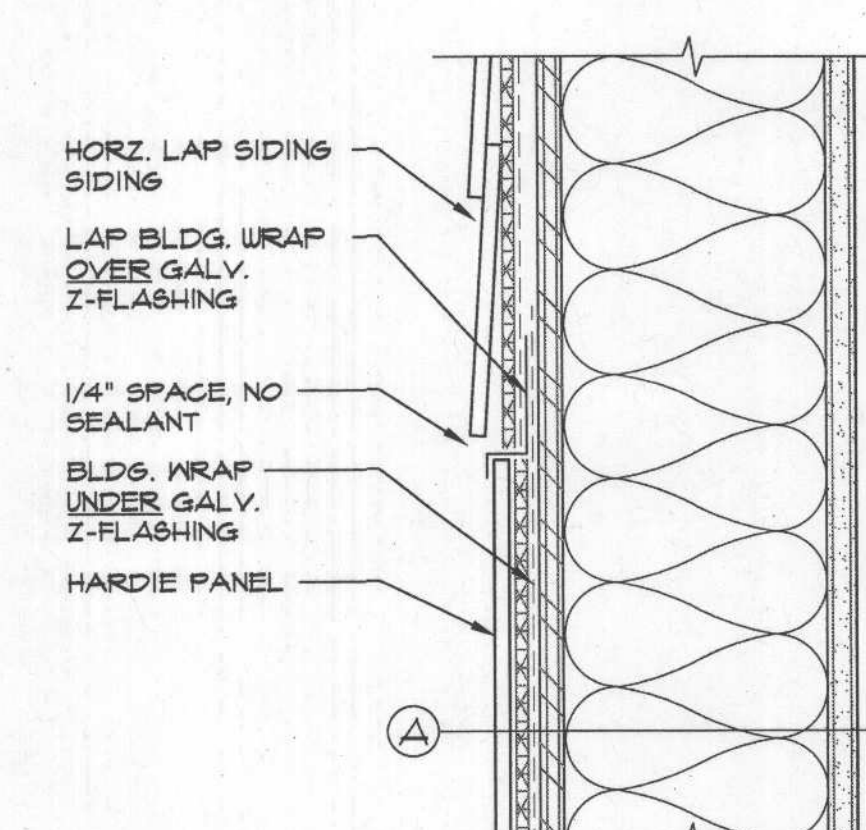 HORZ. LAP SIDING
SIDING
LAP BLDG. WRAP
OVER GALV.
Z-FLASHING
1/4" SPACE, NO
SEALANT
BLDG. WRAP
UNDER GALV.
Z-FLASHING
HARDIE PANEL
A